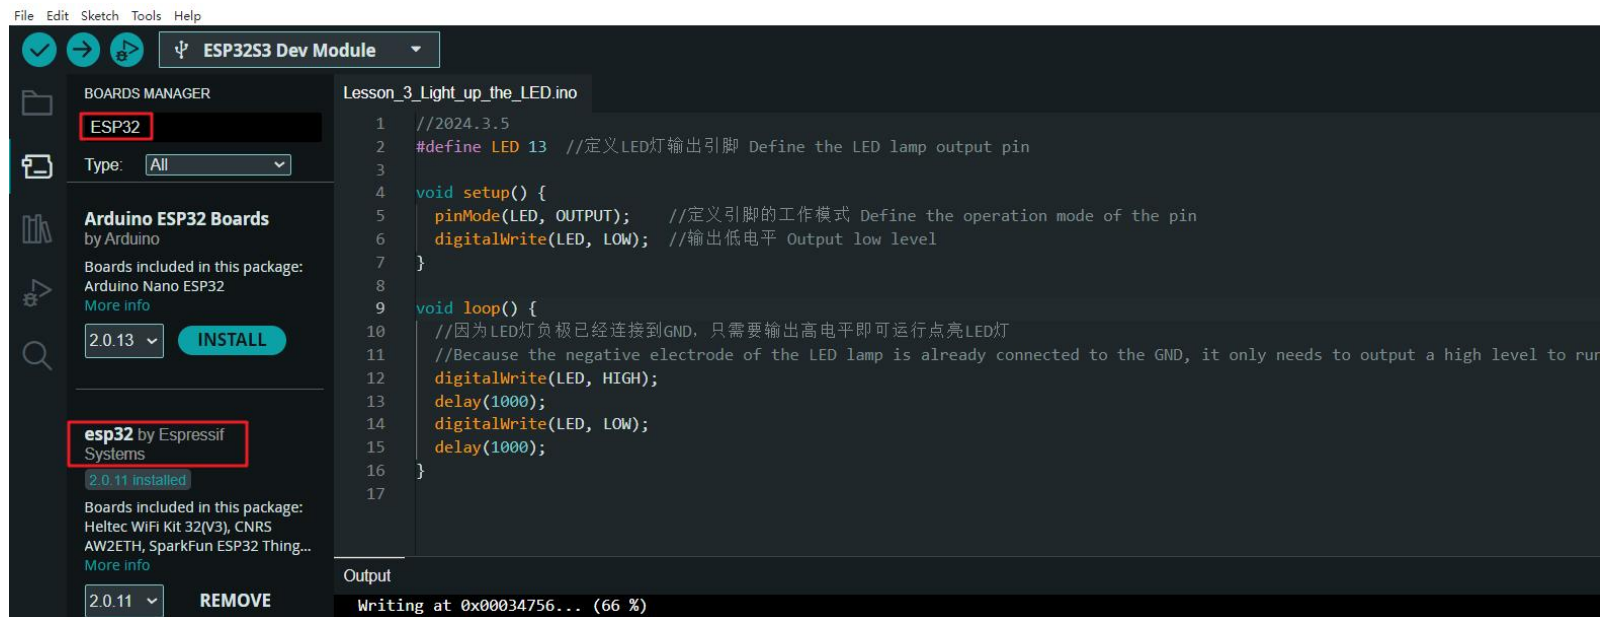 File Edit Sketch Tools Help
ESP32S3 Dev Module
BOARDS MANAGER
ESP32
Type: All
Arduino ESP32 Boards
by Arduino
Boards included in this package:
Arduino Nano ESP32
More info
2.0.13 INSTALL
esp32 by Espressif
Systems
2.0.11 installed
Boards included in this package:
Heltec WiFi Kit 32(V3), CNRS
AW2ETH, SparkFun ESP32 Thing...
More info
2.0.11 REMOVE
Lesson_3_Light_up_the_LED.ino
1 //2024.3.5
2 #define LED 13 //定义LED灯输出引脚 Define the LED lamp output pin
3
4 void setup() {
5 pinMode(LED, OUTPUT); //定义引脚的工作模式 Define the operation mode of the pin
6 digitalWrite(LED, LOW); //输出低电平 Output low level
7 }
8
9 void loop() {
10 //因为LED灯负极已经连接到GND，只需要输出高电平即可运行点亮LED灯
11 //Because the negative electrode of the LED lamp is already connected to the GND, it only needs to output a high level to run
12 digitalWrite(LED, HIGH);
13 delay(1000);
14 digitalWrite(LED, LOW);
15 delay(1000);
16 }
17
Output
Writing at 0x00034756... (66 %)